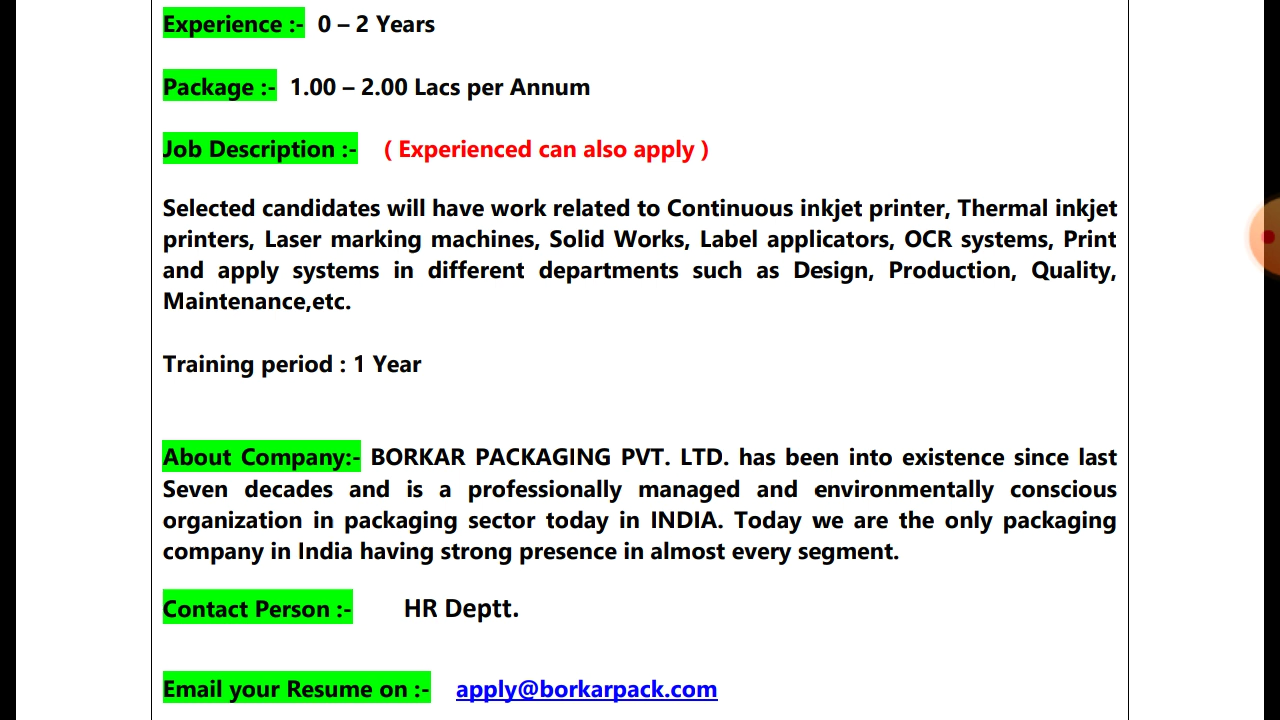 Experience :- 0 – 2 Years
Package :- 1.00 – 2.00 Lacs per Annum
Job Description :- ( Experienced can also apply )
Selected candidates will have work related to Continuous inkjet printer, Thermal inkjet
printers, Laser marking machines, Solid Works, Label applicators, OCR systems, Print
and apply systems in different departments such as Design, Production, Quality,
Maintenance,etc.
Training period : 1 Year
About Company:- BORKAR PACKAGING PVT. LTD. has been into existence since last
Seven decades and is a professionally managed and environmentally conscious
organization in packaging sector today in INDIA. Today we are the only packaging
company in India having strong presence in almost every segment.
Contact Person :- HR Deptt.
Email your Resume on :- apply@borkarpack.com